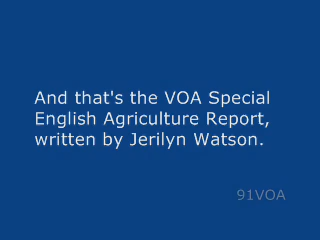 And that's the VOA Special
English Agriculture Report,
written by Jerilyn Watson.
91VOA